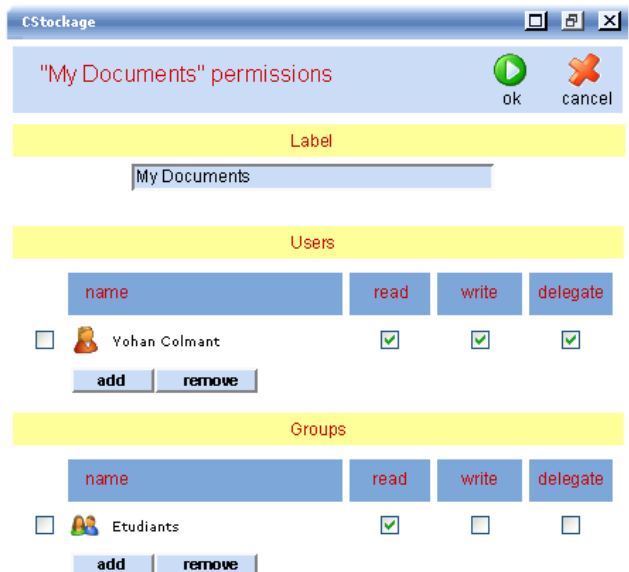 CStockage
"My Documents" permissions
ok cancel
Label
My Documents
Users
name read write delegate
Yohan Colmant
add remove
Groups
name read write delegate
Etudiants
add remove